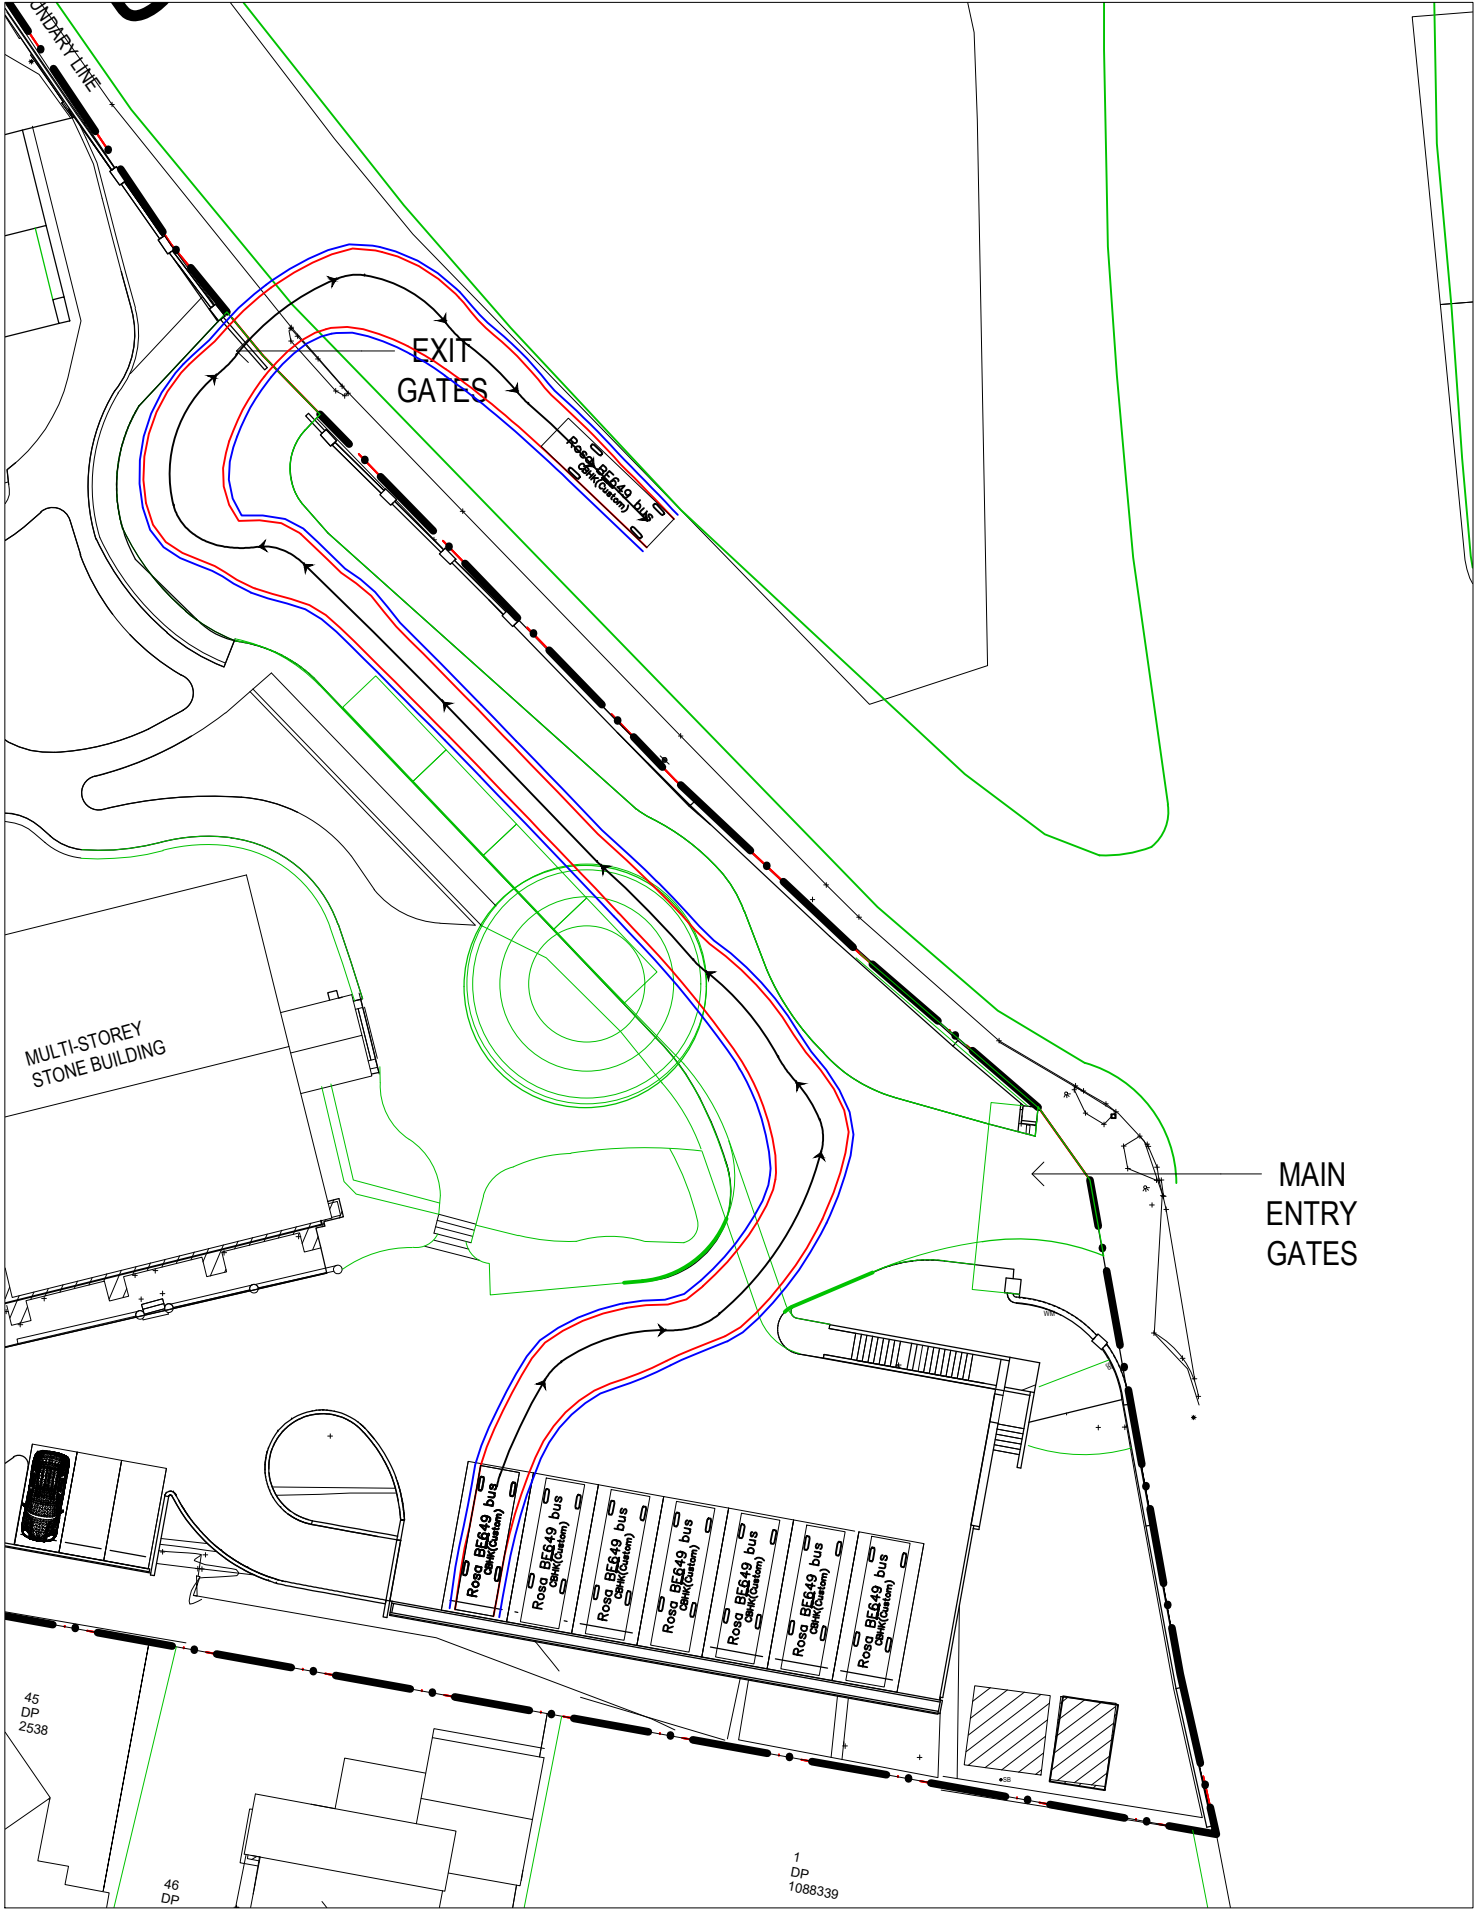 UNDARY LINE
EXIT
GATES
Rosa BE649 bus
CBHK(Custom)
MULTI-STOREY
STONE BUILDING
MAIN
ENTRY
GATES
WM
Rosa BE649 bus
CBHK(Custom)
Rosa BE649 bus
CBHK(Custom)
Rosa BE649 bus
CBHK(Custom)
Rosa BE649 bus
CBHK(Custom)
Rosa BE649 bus
CBHK(Custom)
Rosa BE649 bus
CBHK(Custom)
Rosa BE649 bus
CBHK(Custom)
45
DP
2538
SB
46
DP
1
DP
1088339